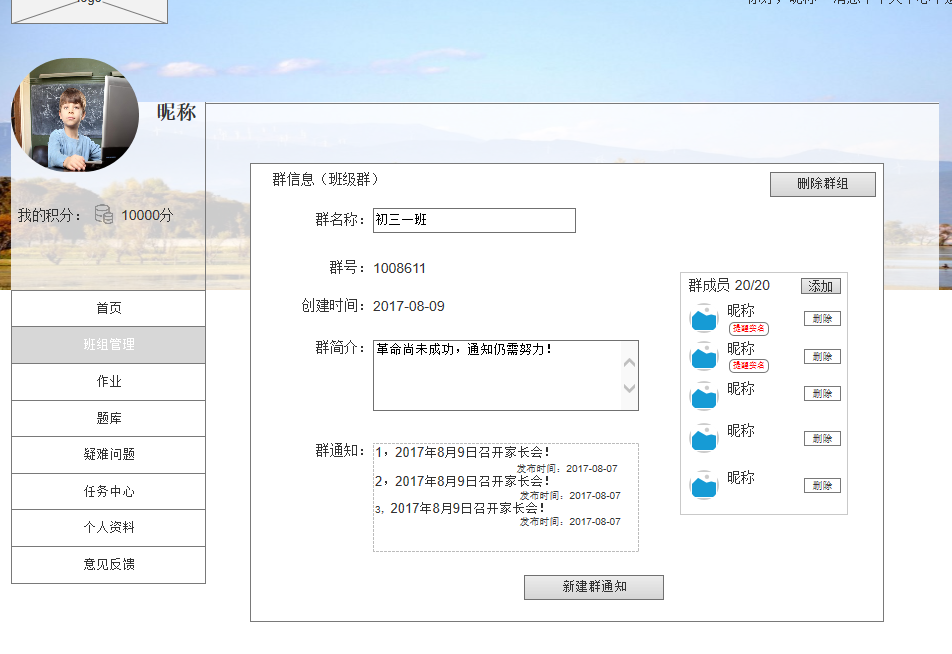 昵称
我的积分： 10000分
首页
班组管理
作业
题库
疑难问题
任务中心
个人资料
意见反馈
群信息（班级群）
删除群组
群名称： 初三一班
群号：1008611
创建时间：2017-08-09
群简介： 革命尚未成功，通知仍需努力！
群通知： 1，2017年8月9日召开家长会！
发布时间：2017-08-07
2，2017年8月9日召开家长会！
发布时间：2017-08-07
3，2017年8月9日召开家长会！
发布时间：2017-08-07
新建群通知
群成员 20/20 添加
昵称
提醒实名 删除
昵称
提醒实名 删除
昵称 删除
昵称 删除
昵称 删除